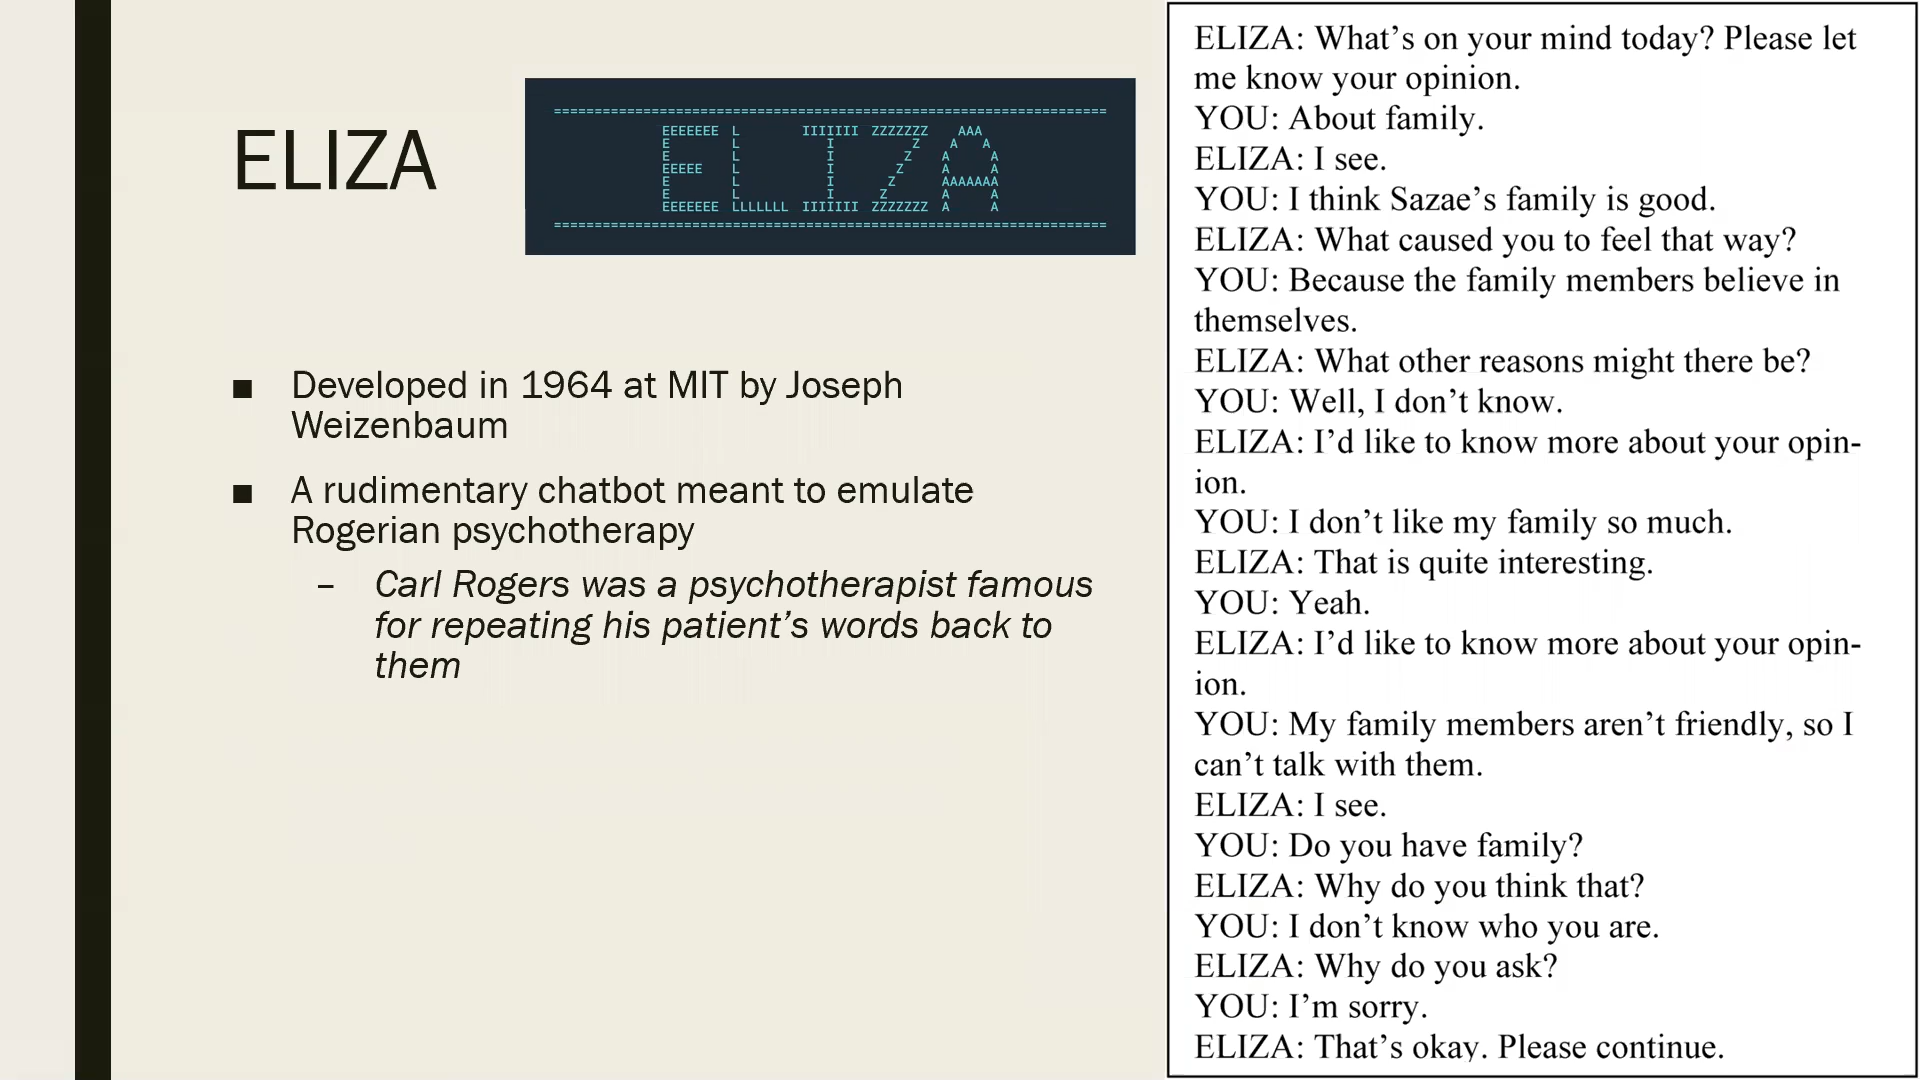 ELIZA
=====================================================================
EEEEEEE L IIIIIII ZZZZZZZ AAA
E L I Z A A
E L I Z A A
EEEEE L I Z A A
E L I Z AAAAAAA
E L I Z A A
EEEEEEE LLLLLLL IIIIIII ZZZZZZZ A A
=====================================================================
■ Developed in 1964 at MIT by Joseph
Weizenbaum
■ A rudimentary chatbot meant to emulate
Rogerian psychotherapy
– Carl Rogers was a psychotherapist famous
for repeating his patient’s words back to
them
ELIZA: What’s on your mind today? Please let
me know your opinion.
YOU: About family.
ELIZA: I see.
YOU: I think Sazae’s family is good.
ELIZA: What caused you to feel that way?
YOU: Because the family members believe in
themselves.
ELIZA: What other reasons might there be?
YOU: Well, I don’t know.
ELIZA: I’d like to know more about your opin-
ion.
YOU: I don’t like my family so much.
ELIZA: That is quite interesting.
YOU: Yeah.
ELIZA: I’d like to know more about your opin-
ion.
YOU: My family members aren’t friendly, so I
can’t talk with them.
ELIZA: I see.
YOU: Do you have family?
ELIZA: Why do you think that?
YOU: I don’t know who you are.
ELIZA: Why do you ask?
YOU: I’m sorry.
ELIZA: That’s okay. Please continue.